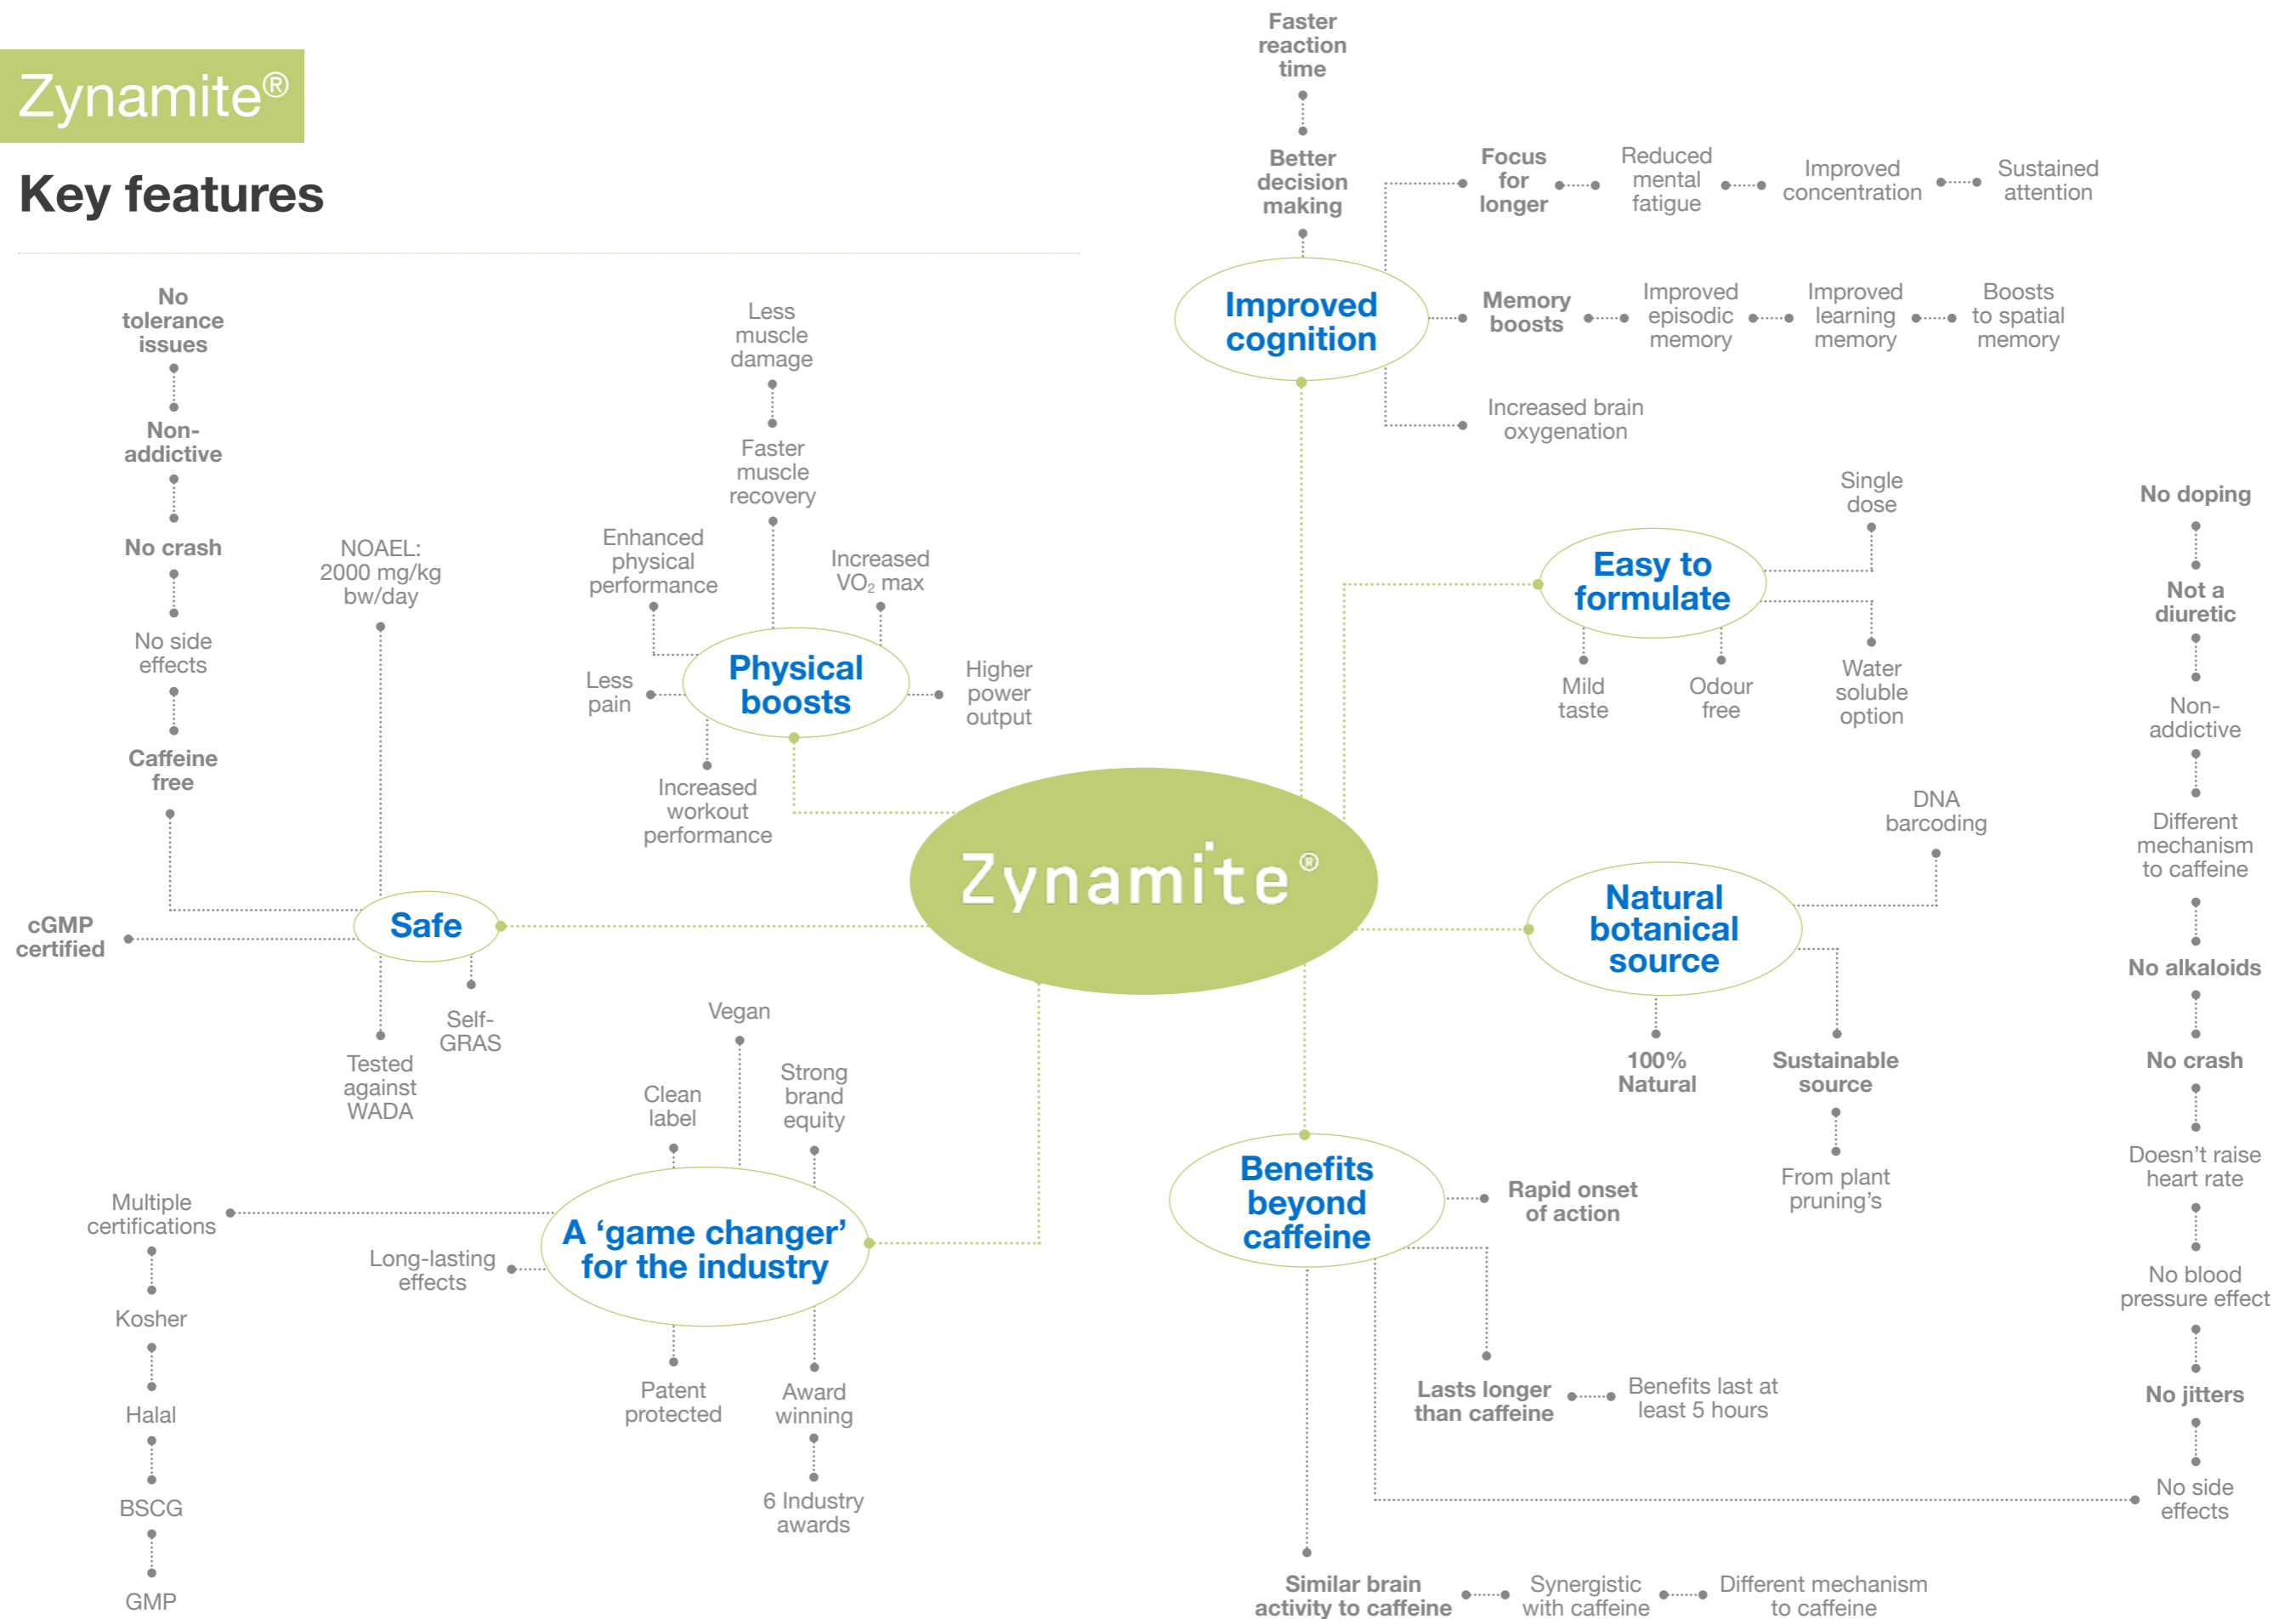 Zynamite®
Key features
Faster
reaction
time
Better
decision
making
Focus
for
longer
Reduced
mental
fatigue
Improved
concentration
Sustained
attention
Improved
cognition
Memory
boosts
Improved
episodic
memory
Improved
learning
memory
Boosts
to spatial
memory
Increased brain
oxygenation
No
tolerance
issues
Non-
addictive
No crash
No side
effects
Caffeine
free
NOAEL:
2000 mg/kg
bw/day
cGMP
certified
Safe
Tested
against
WADA
Self-
GRAS
Less
muscle
damage
Faster
muscle
recovery
Enhanced
physical
performance
Increased
VO₂ max
Less
pain
Physical
boosts
Higher
power
output
Increased
workout
performance
Single
dose
Easy to
formulate
Mild
taste
Odour
free
Water
soluble
option
Zynamite®
DNA
barcoding
Natural
botanical
source
100%
Natural
Sustainable
source
From plant
pruning's
No doping
Not a
diuretic
Non-
addictive
Different
mechanism
to caffeine
No alkaloids
No crash
Doesn't raise
heart rate
No blood
pressure effect
No jitters
No side
effects
Vegan
Clean
label
Strong
brand
equity
Multiple
certifications
Kosher
Halal
BSCG
GMP
Long-lasting
effects
A ‘game changer’
for the industry
Patent
protected
Award
winning
6 Industry
awards
Benefits
beyond
caffeine
Rapid onset
of action
Lasts longer
than caffeine
Benefits last at
least 5 hours
Similar brain
activity to caffeine
Synergistic
with caffeine
Different mechanism
to caffeine